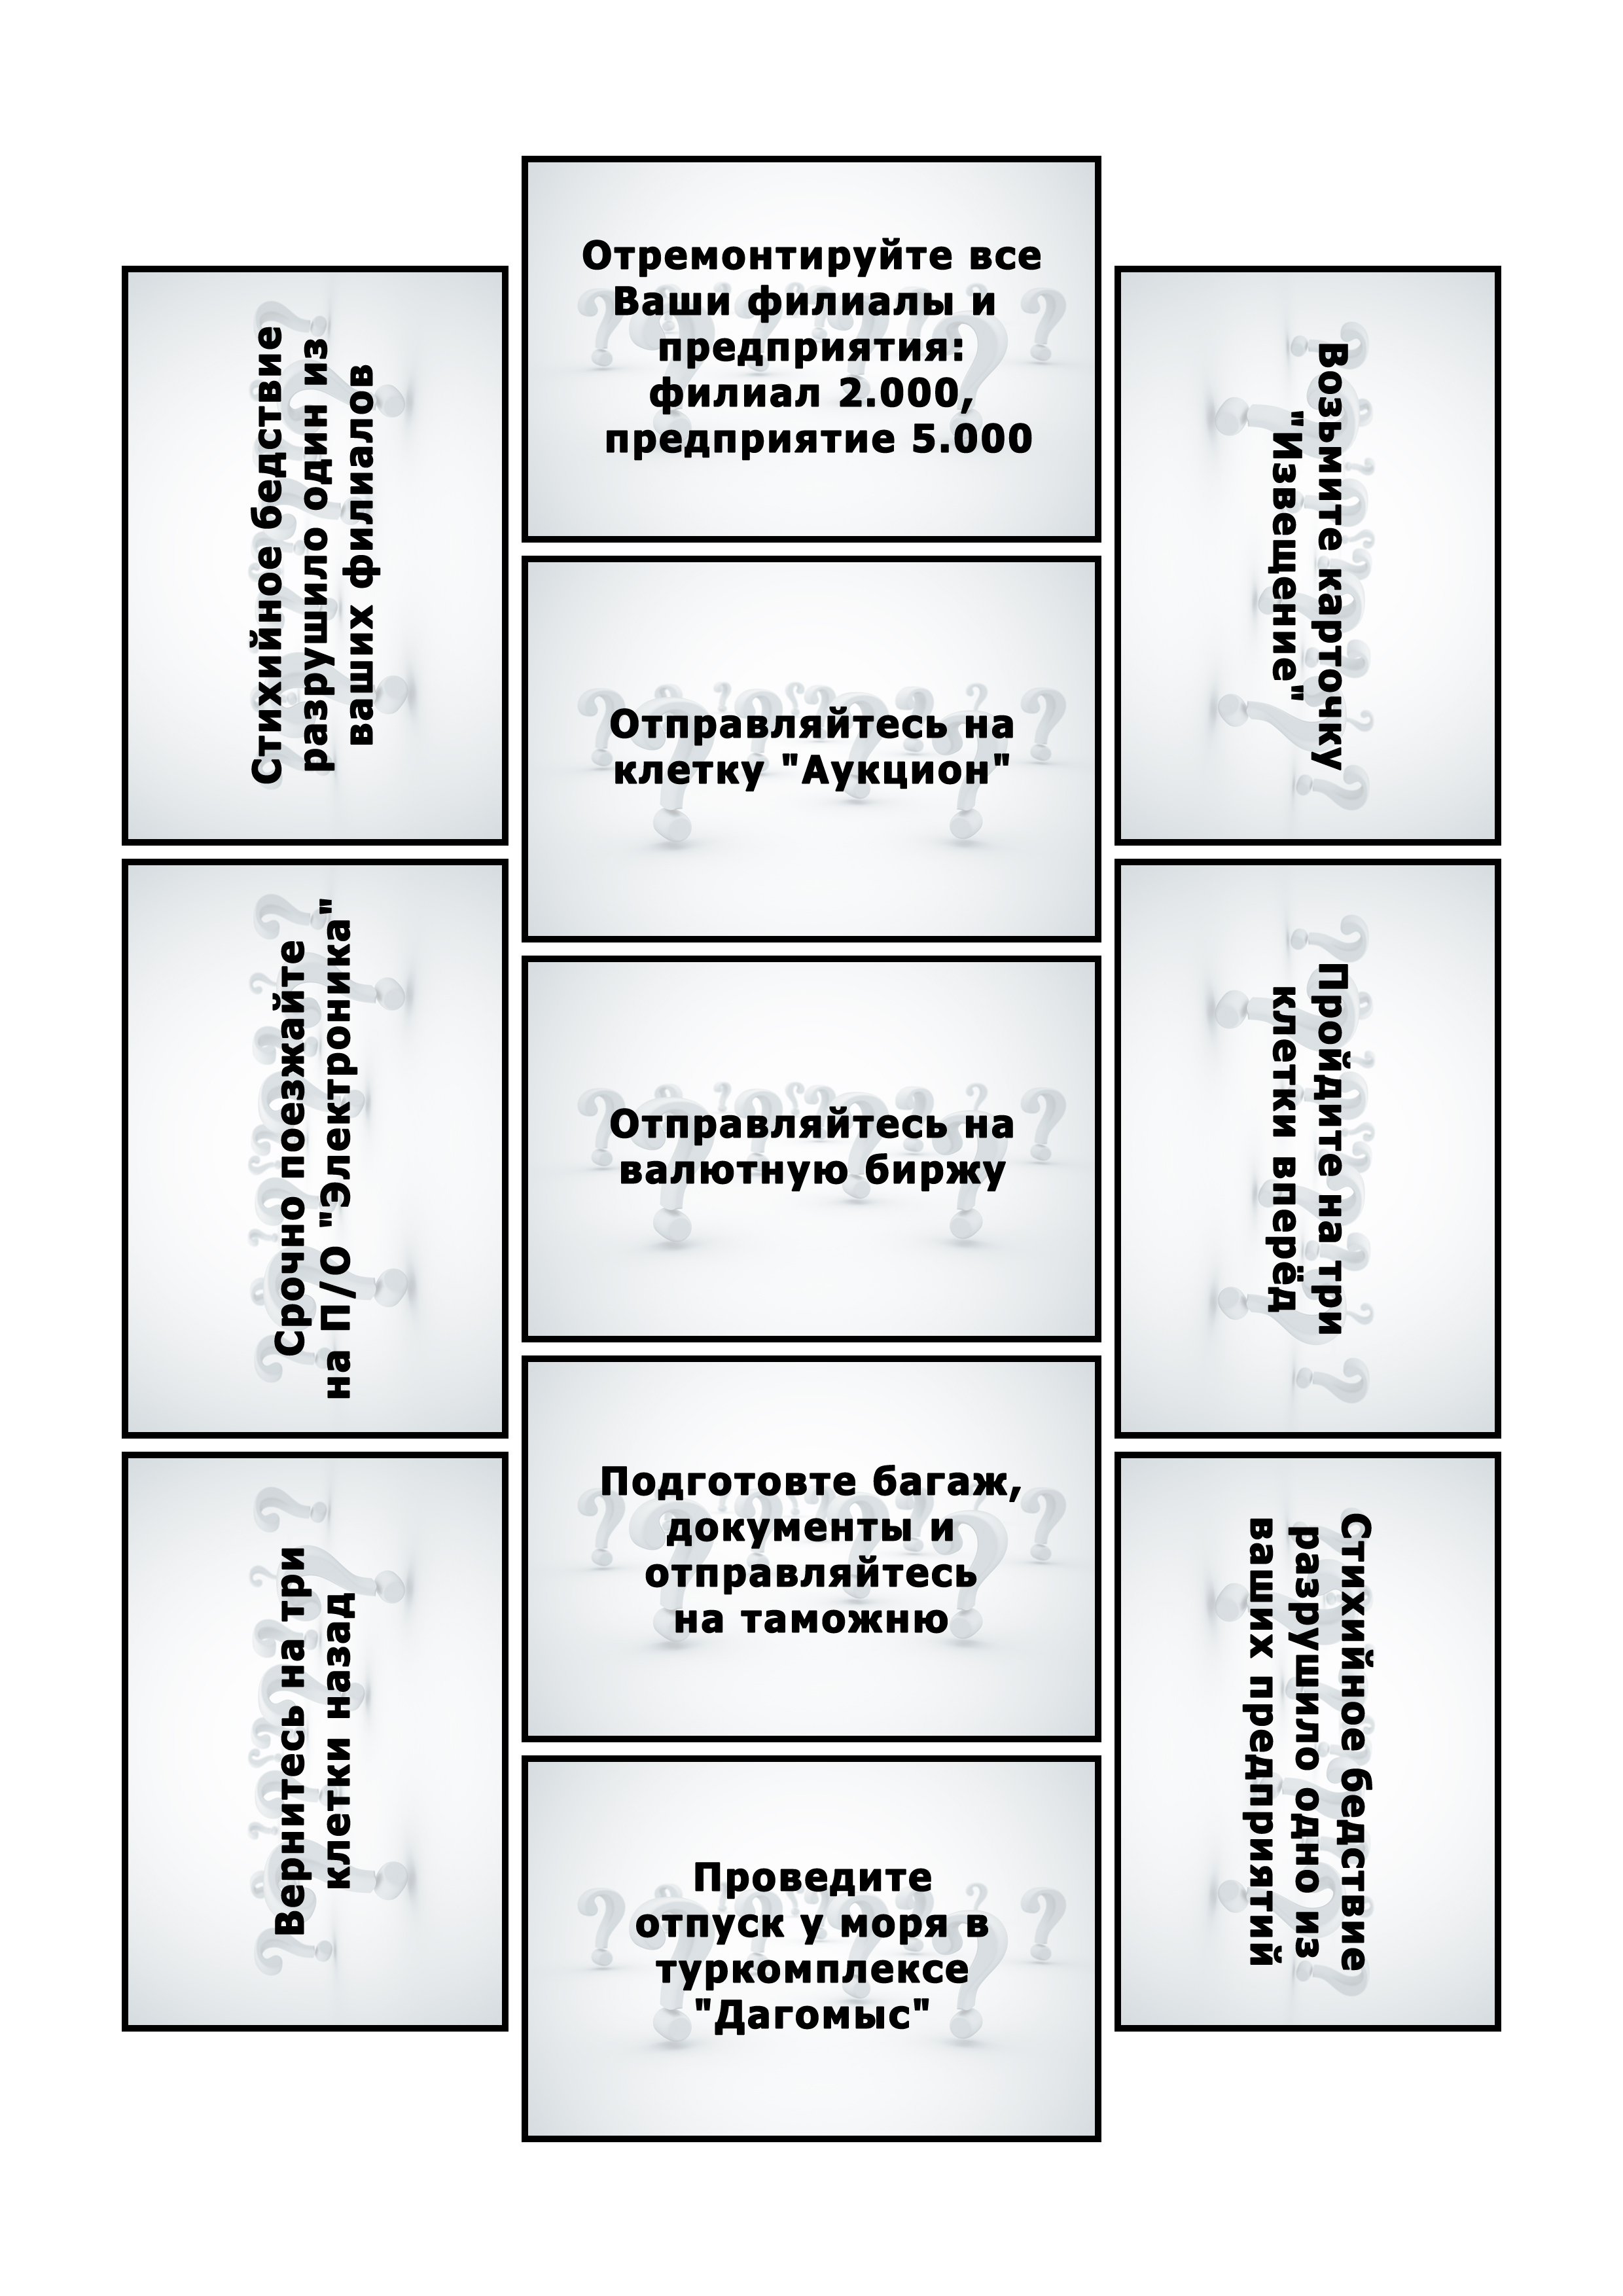 Стихийное бедствие
разрушило один из
ваших филиалов
Срочно поезжайте
на П/О "Электроника"
Вернитесь на три
клетки назад
Отремонтируйте все
Ваши филиалы и
предприятия:
филиал 2.000,
предприятие 5.000
Отправляйтесь на
клетку "Аукцион"
Отправляйтесь на
валютную биржу
Подготовте багаж,
документы и
отправляйтесь
на таможню
Проведите
отпуск у моря в
туркомплексе
"Дагомыс"
Возьмите карточку
"Извещение"
Пройдите на три
клетки вперёд
Стихийное бедствие
разрушило одно из
ваших предприятий